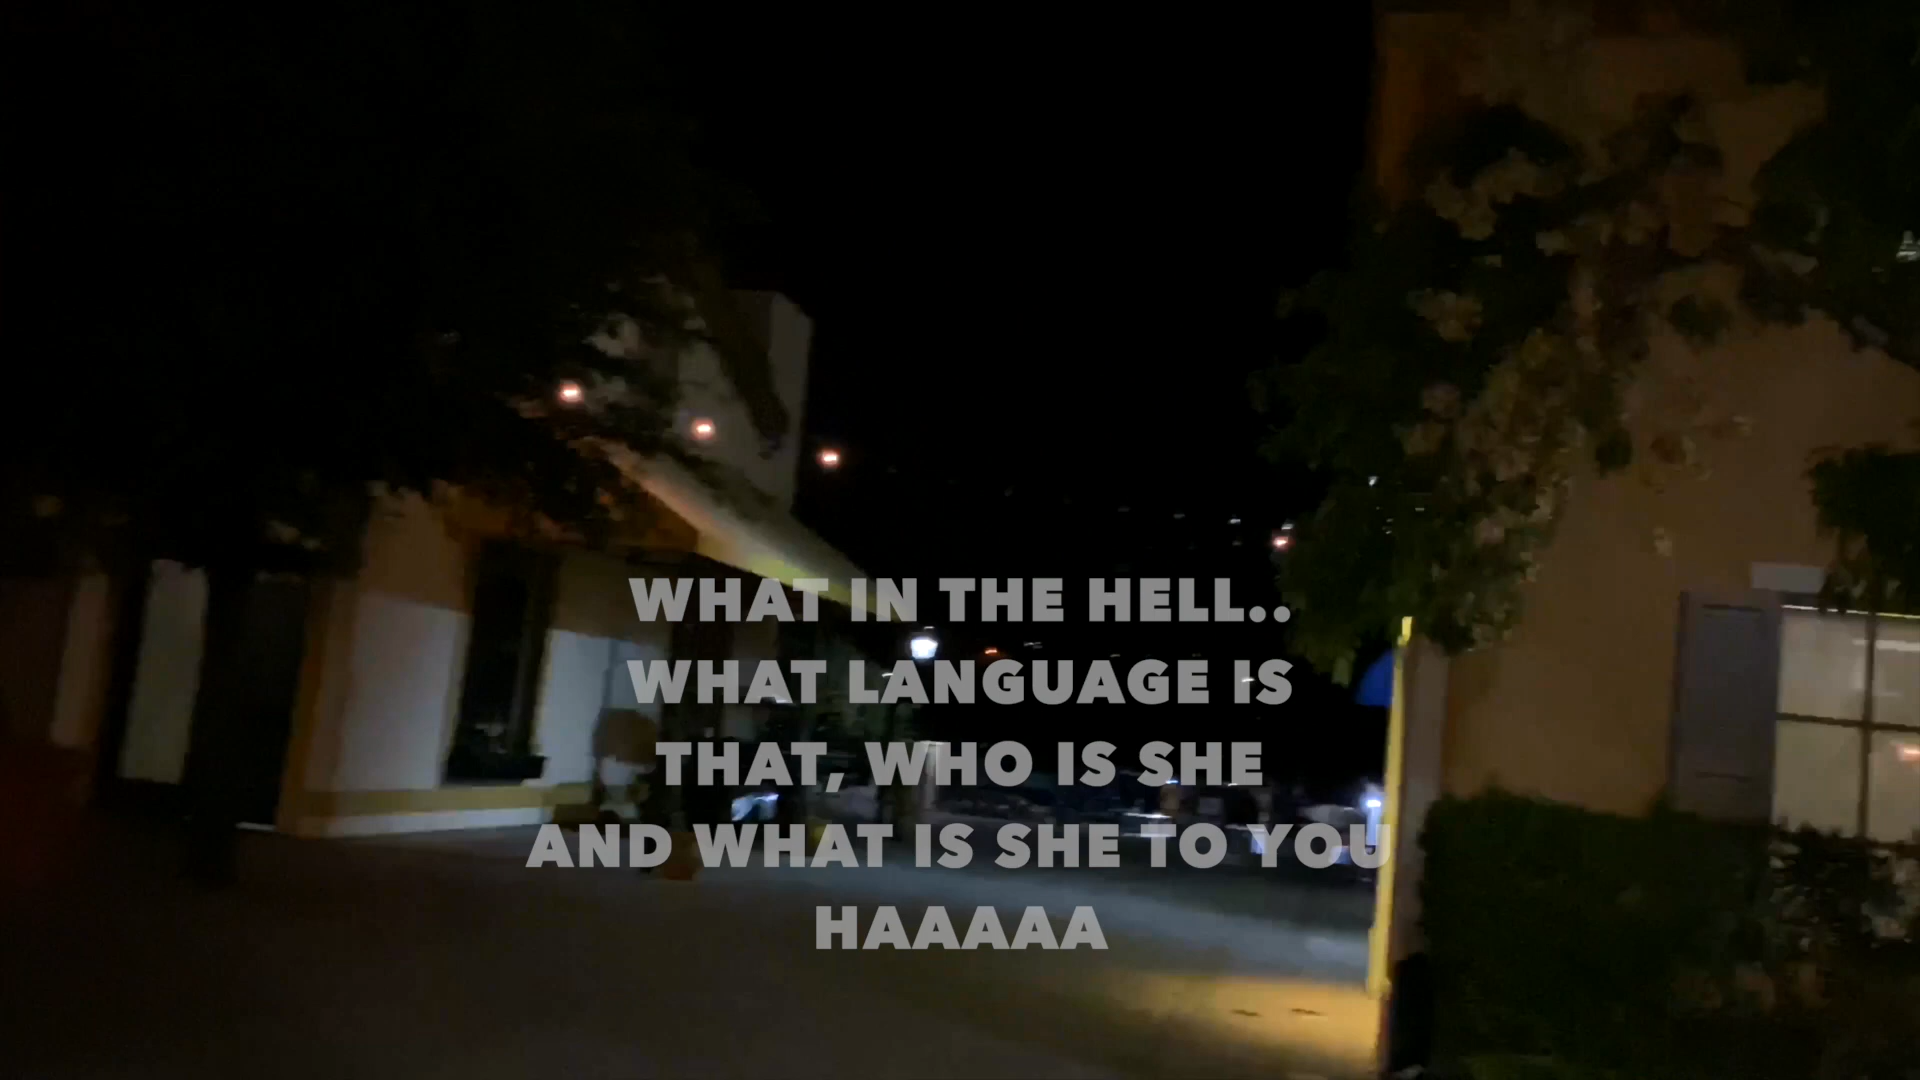 WHAT IN THE HELL..
WHAT LANGUAGE IS
THAT, WHO IS SHE
AND WHAT IS SHE TO YOU
HAAAAA